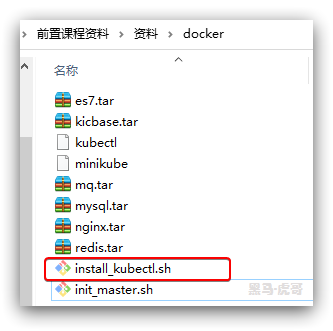 前置课程资料 > 资料 > docker
名称
es7.tar
kicbase.tar
kubectl
minikube
mq.tar
mysql.tar
nginx.tar
redis.tar
install_kubectl.sh
init_master.sh
黑马-虎哥